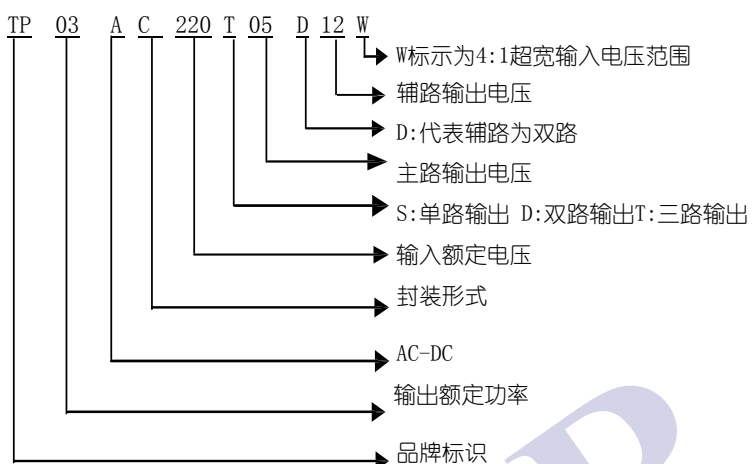 TP 03 A C 220 T 05 D 12 W
W标示为4:1超宽输入电压范围
辅路输出电压
D:代表辅路为双路
主路输出电压
S:单路输出 D:双路输出T:三路输出
输入额定电压
封装形式
AC-DC
输出额定功率
品牌标识